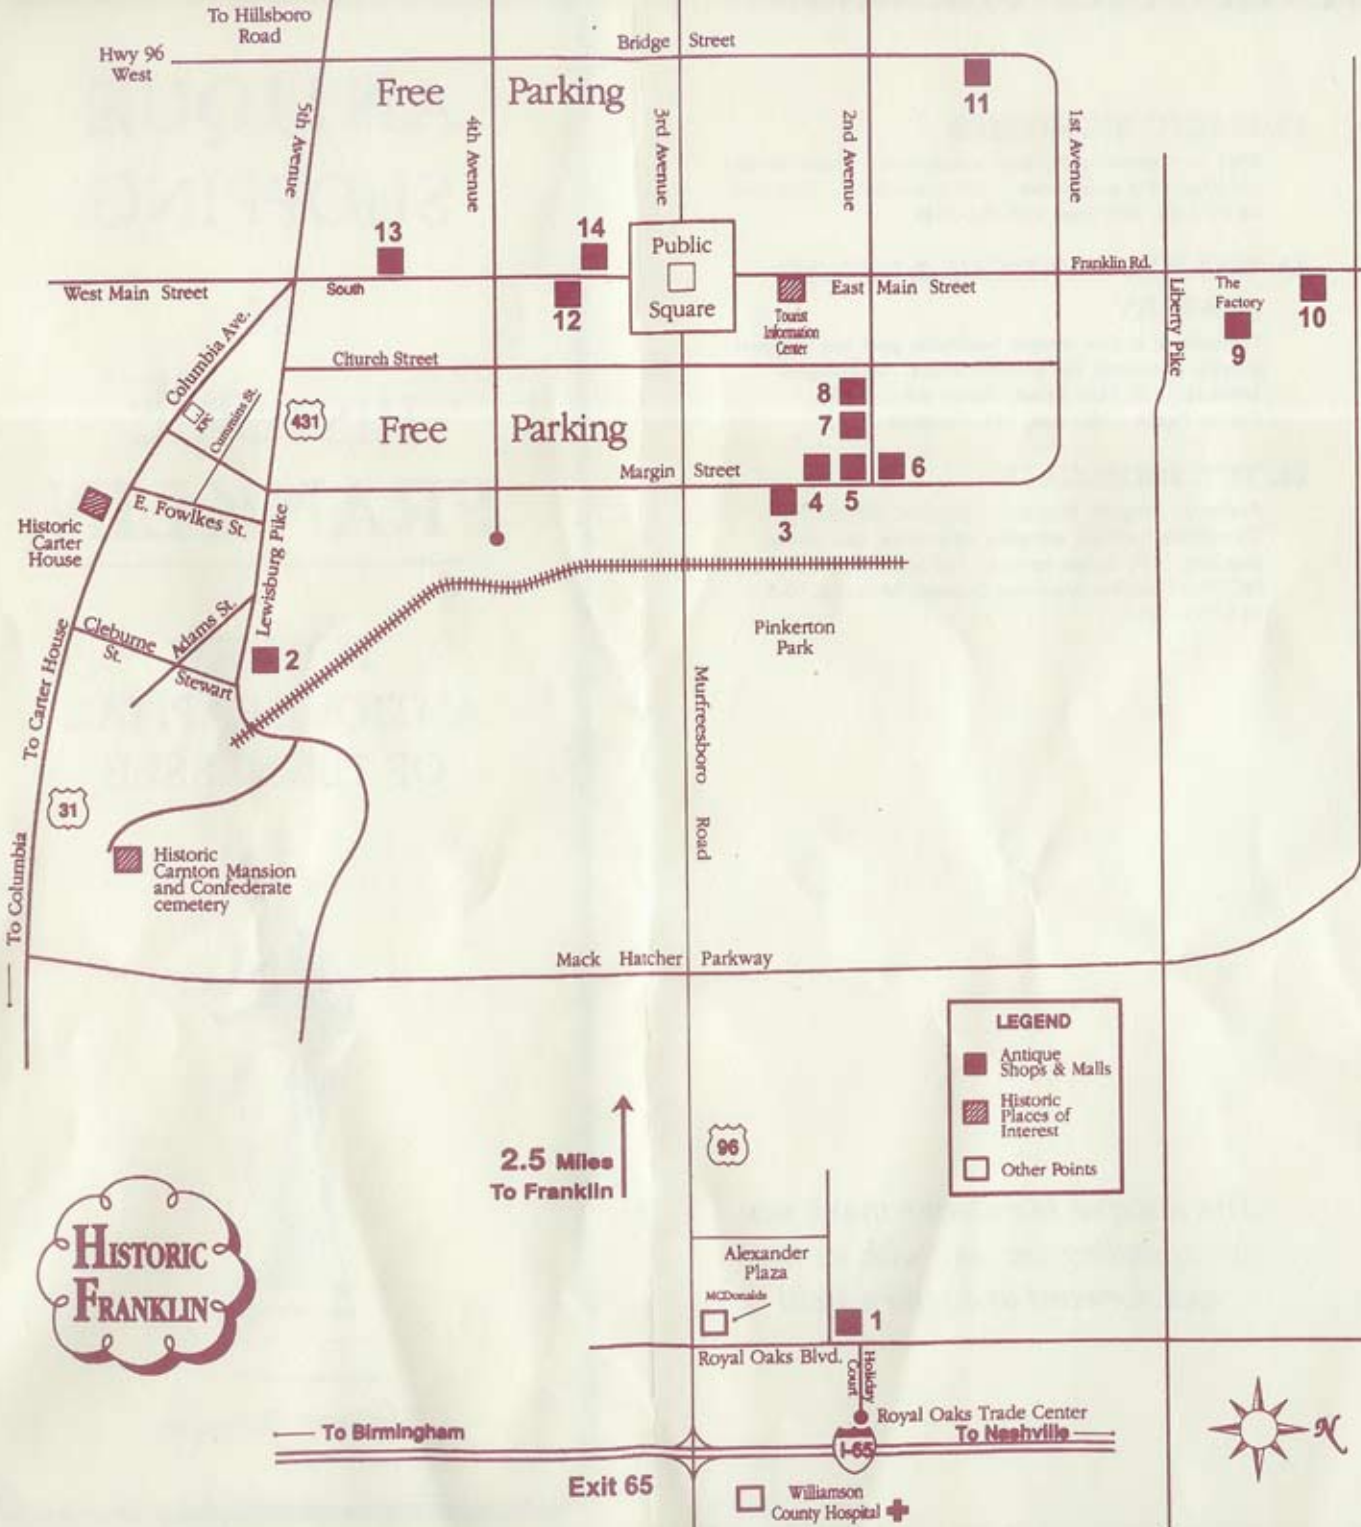 To Hillsboro
Road
Hwy 96
West
Bridge Street
Free Parking
5th Avenue
4th Avenue
3rd Avenue
2nd Avenue
1st Avenue
11
13
14
Public
Square
12
West Main Street
South
East Main Street
Tourist
Information
Center
Franklin Rd.
Liberty Pike
The
Factory
9
10
Columbia Ave.
Church Street
KFC
Cummins St.
431
Free Parking
8
7
Margin Street
6
4
5
3
Historic
Carter
House
E. Fowlkes St.
Lewisburg Pike
Cleburne
St.
Adams St.
Stewart
2
Pinkerton
Park
To Carter House
Murfreesboro Road
31
To Columbia
Historic
Carnton Mansion
and Confederate
cemetery
Mack Hatcher Parkway
LEGEND
Antique
Shops & Malls
Historic
Places of
Interest
Other Points
2.5 Miles
To Franklin
96
HISTORIC
FRANKLIN
Alexander
Plaza
MCDonalds
1
Royal Oaks Blvd.
Holiday
Court
Royal Oaks Trade Center
To Birmingham
To Nashville
I-65
Exit 65
Williamson
County Hospital
N